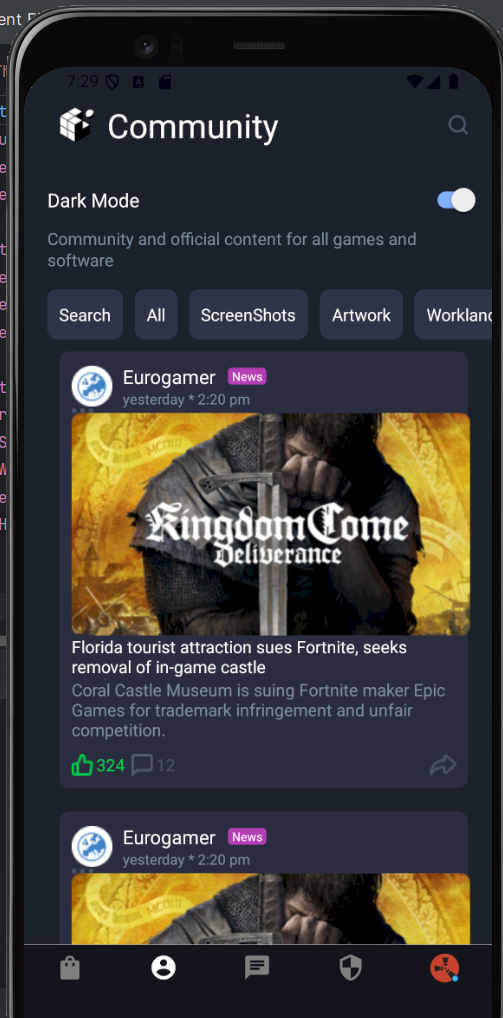 ent Fi
7:29
A
Community
Dark Mode
Community and official content for all games and
software
Search
All
ScreenShots
Artwork
Workland
Eurogamer
News
yesterday * 2:20 pm
Kingdom Come
Deliverance
Florida tourist attraction sues Fortnite, seeks
removal of in-game castle
Coral Castle Museum is suing Fortnite maker Epic
Games for trademark infringement and unfair
competition.
324
12
Eurogamer
News
yesterday * 2:20 pm